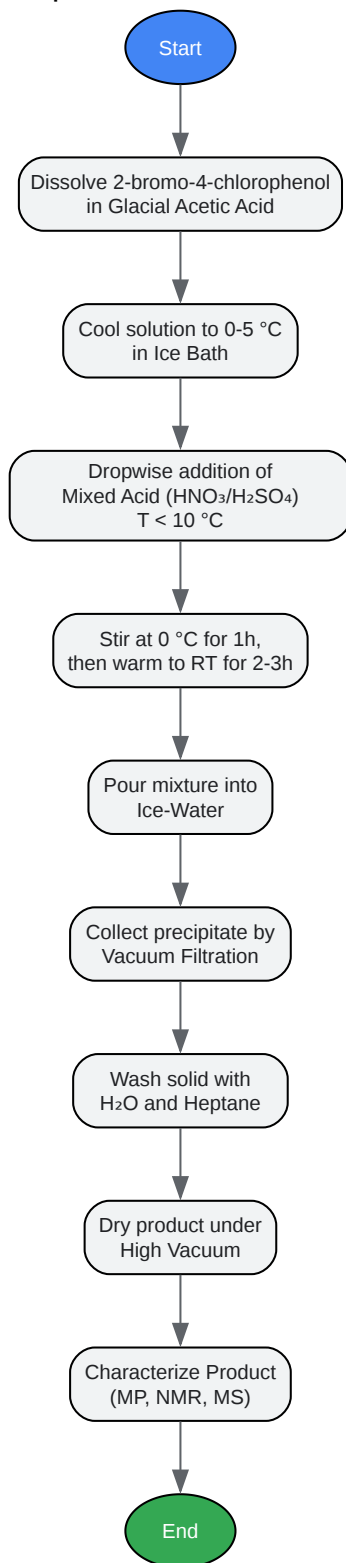 Start
Dissolve 2-bromo-4-chlorophenol
in Glacial Acetic Acid
Cool solution to 0-5 °C
in Ice Bath
Dropwise addition of
Mixed Acid (HNO₃/H₂SO₄)
T < 10 °C
Stir at 0 °C for 1h,
then warm to RT for 2-3h
Pour mixture into
Ice-Water
Collect precipitate by
Vacuum Filtration
Wash solid with
H₂O and Heptane
Dry product under
High Vacuum
Characterize Product
(MP, NMR, MS)
End